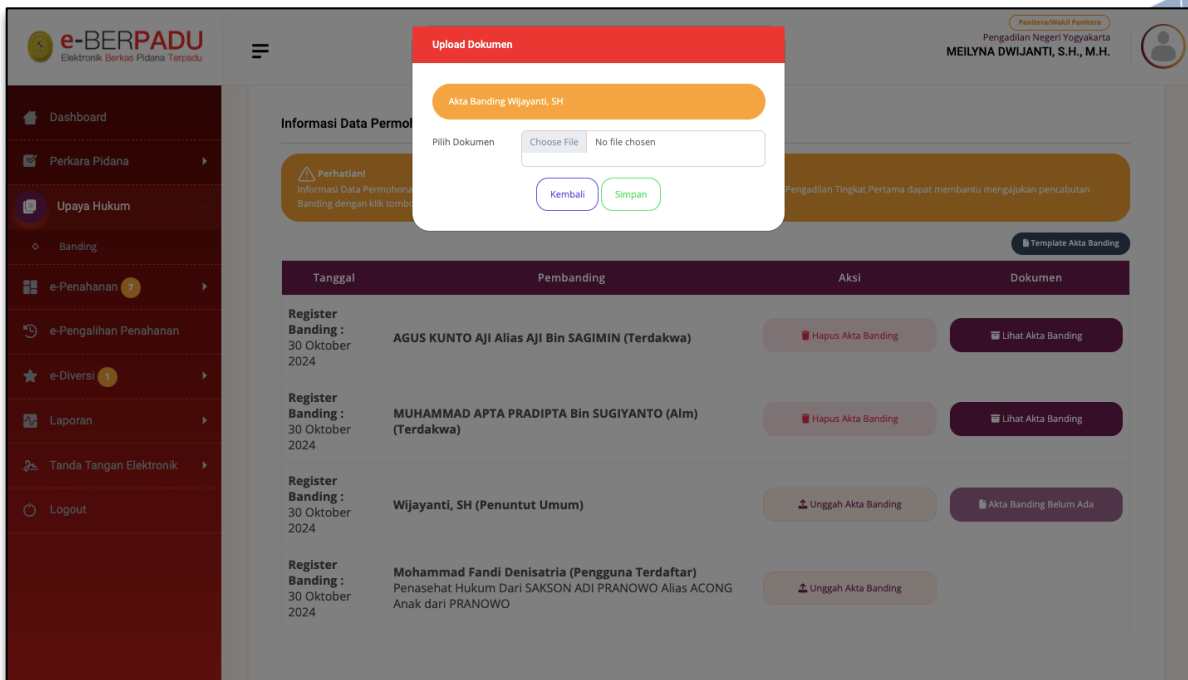 e-BERPADU
Elektronik Berkas Pidana Terpadu
Panitera/Wakil Panitera
Pengadilan Negeri Yogyakarta
MEILYNA DWIJANTI, S.H., M.H.
Dashboard
Perkara Pidana
Upaya Hukum
Banding
e-Penahanan 7
e-Pengalihan Penahanan
e-Diversi 1
Laporan
Tanda Tangan Elektronik
Logout
Upload Dokumen
Akta Banding Wijayanti, SH
Pilih Dokumen Choose File No file chosen
Kembali Simpan
Informasi Data
Perhatian!
Informasi Data Pengadilan Tingkat Pertama dapat membantu mengajukan pencabutan
Banding dengan klik
Template Akta Banding
Tanggal Pembanding Aksi Dokumen
Register
Banding :
30 Oktober
2024
AGUS KUNTO AJI Alias AJI Bin SAGIMIN (Terdakwa)
Hapus Akta Banding Lihat Akta Banding
Register
Banding :
30 Oktober
2024
MUHAMMAD APTA PRADIPTA Bin SUGIYANTO (Alm)
(Terdakwa)
Hapus Akta Banding Lihat Akta Banding
Register
Banding :
30 Oktober
2024
Wijayanti, SH (Penuntut Umum)
Unggah Akta Banding Akta Banding Belum Ada
Register
Banding :
30 Oktober
2024
Mohammad Fandi Denisatria (Pengguna Terdaftar)
Penasehat Hukum Dari SAKSON ADI PRANOWO Alias ACONG
Anak dari PRANOWO
Unggah Akta Banding